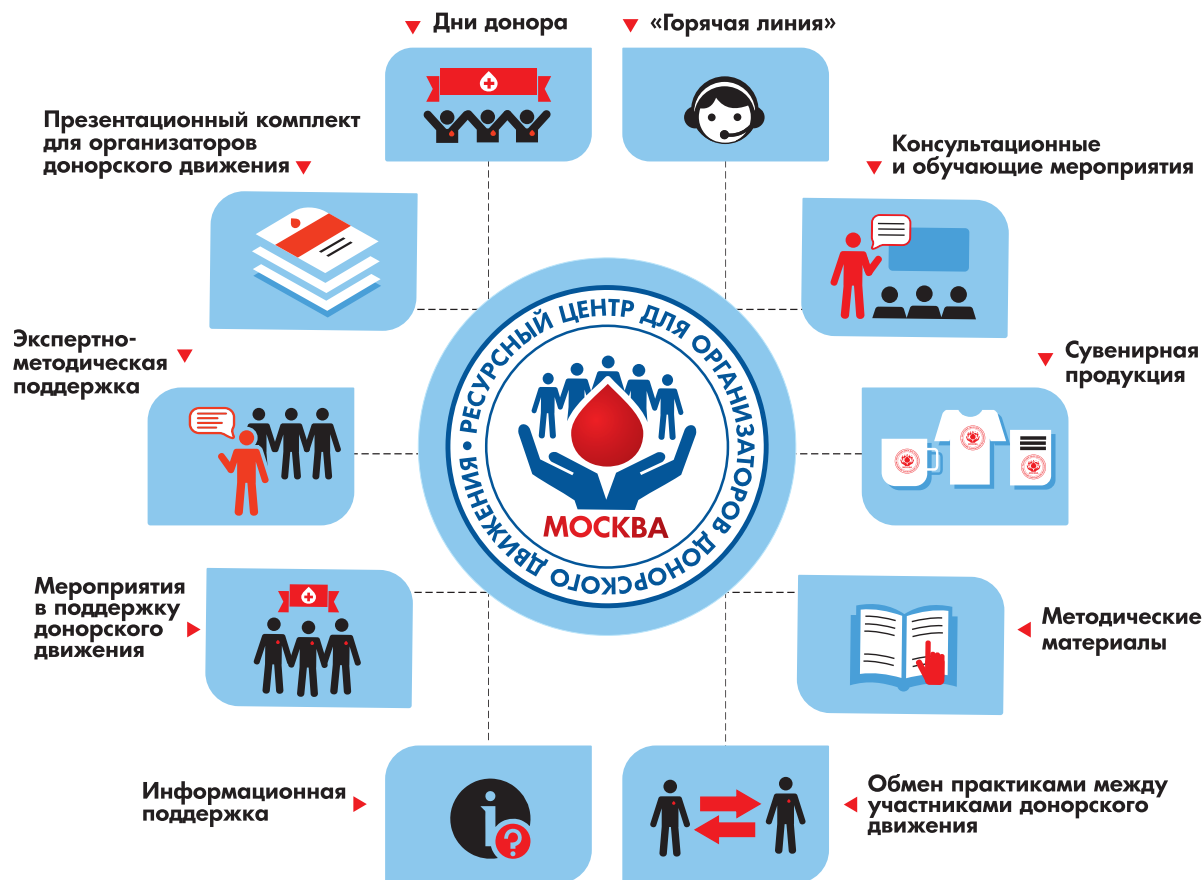 Дни донора
«Горячая линия»
Презентационный комплект
для организаторов
донорского движения
Консультационные
и обучающие мероприятия
Экспертно-
методическая
поддержка
Сувенирная
продукция
РЕСУРСНЫЙ ЦЕНТР ДЛЯ ОРГАНИЗАТОРОВ ДОНОРСКОГО ДВИЖЕНИЯ •
МОСКВА
Мероприятия
в поддержку
донорского
движения
Методические
материалы
Информационная
поддержка
Обмен практиками между
участниками донорского
движения